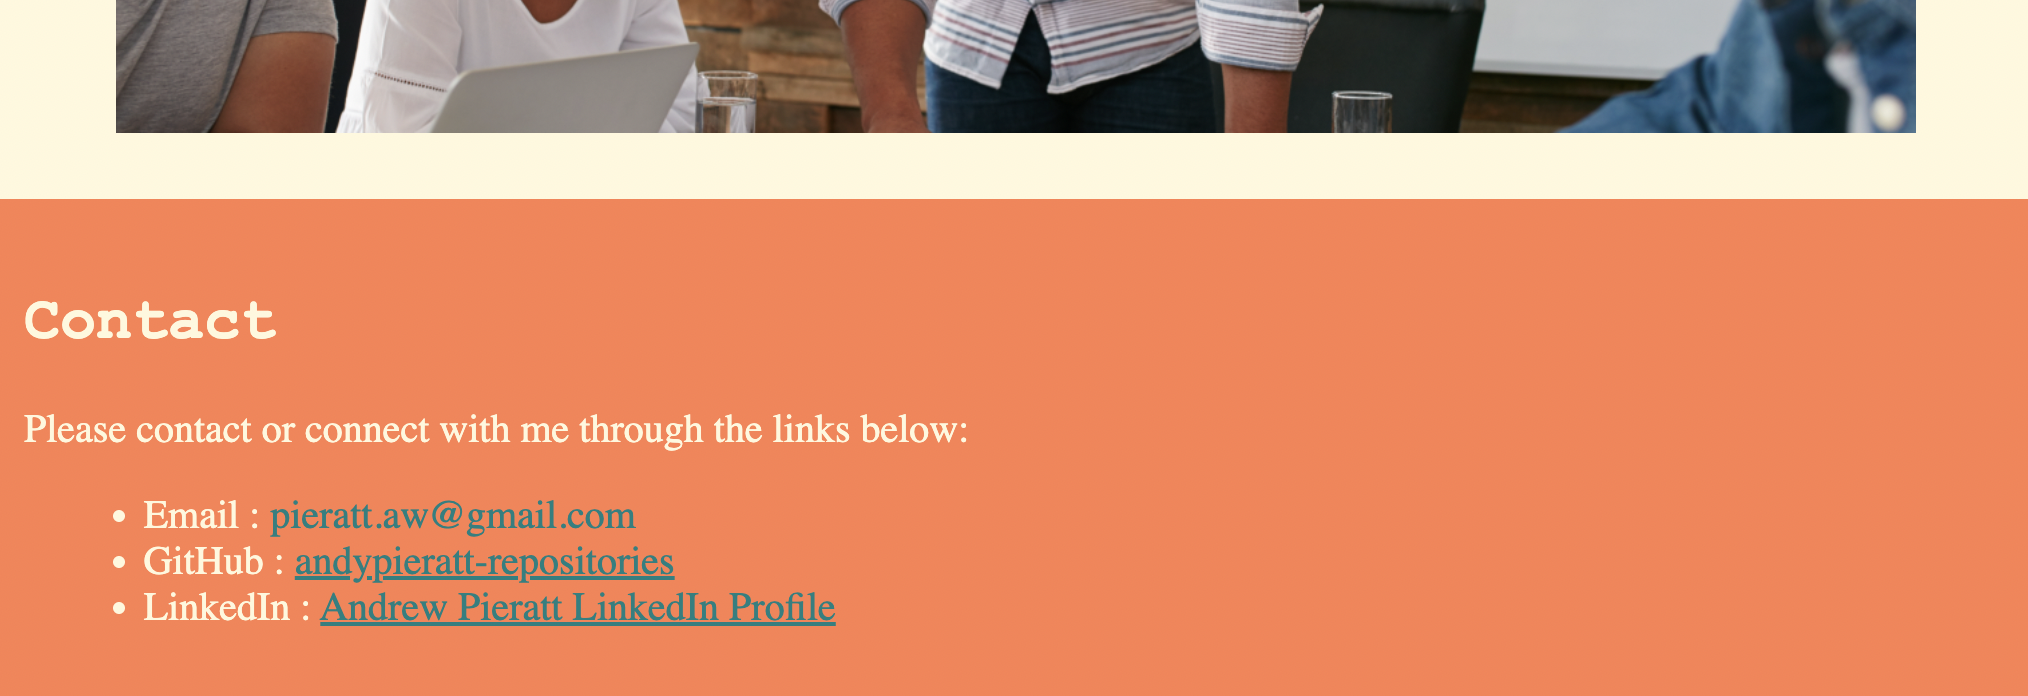 Contact
Please contact or connect with me through the links below:
Email : pieratt.aw@gmail.com
GitHub : andypieratt-repositories
LinkedIn : Andrew Pieratt LinkedIn Profile